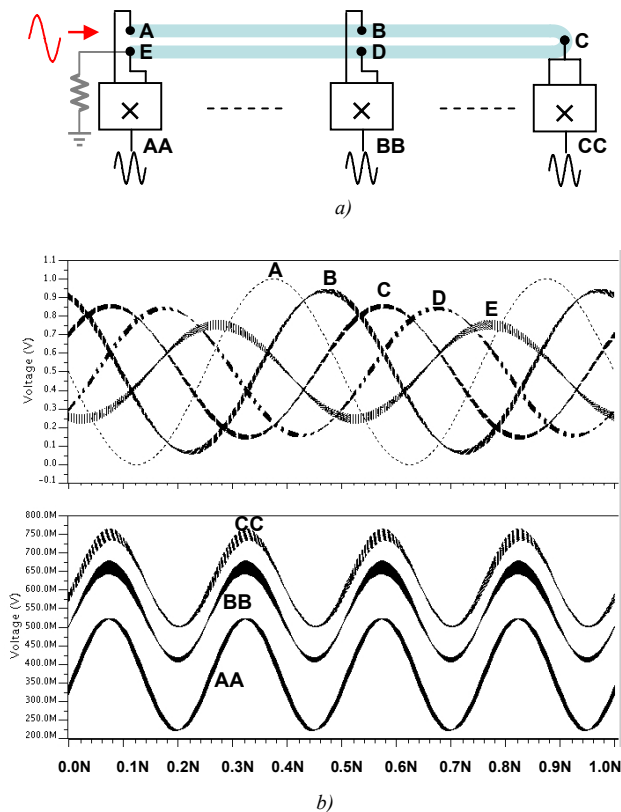 A B C
E D
AA BB CC
a)
A B C D E
Voltage (V)
1.1
1.0
0.9
0.8
0.7
0.6
0.5
0.4
0.3
0.2
0.1
0.0
−0.1
CC
BB
AA
Voltage (V)
800.0M
750.0M
700.0M
650.0M
600.0M
550.0M
500.0M
450.0M
400.0M
350.0M
300.0M
250.0M
200.0M
0.0N 0.1N 0.2N 0.3N 0.4N 0.5N 0.6N 0.7N 0.8N 0.9N 1.0N
b)